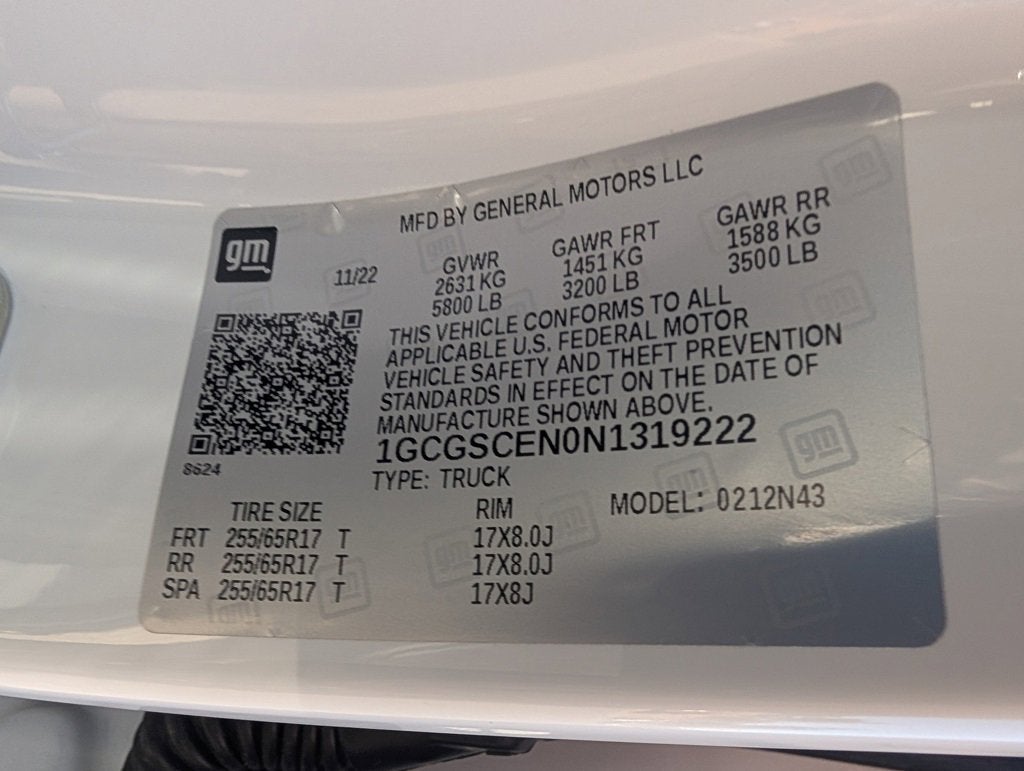 MFD BY GENERAL MOTORS LLC
gm
11/22
GVWR
2631 KG
5800 LB
GAWR FRT
1451 KG
3200 LB
GAWR RR
1588 KG
3500 LB
THIS VEHICLE CONFORMS TO ALL
APPLICABLE U.S. FEDERAL MOTOR
VEHICLE SAFETY AND THEFT PREVENTION
STANDARDS IN EFFECT ON THE DATE OF
MANUFACTURE SHOWN ABOVE.
1GCGSCEN0N1319222
8624
TYPE: TRUCK
MODEL: 0212N43
TIRE SIZE RIM
FRT 255/65R17 T 17X8.0J
RR 255/65R17 T 17X8.0J
SPA 255/65R17 T 17X8J